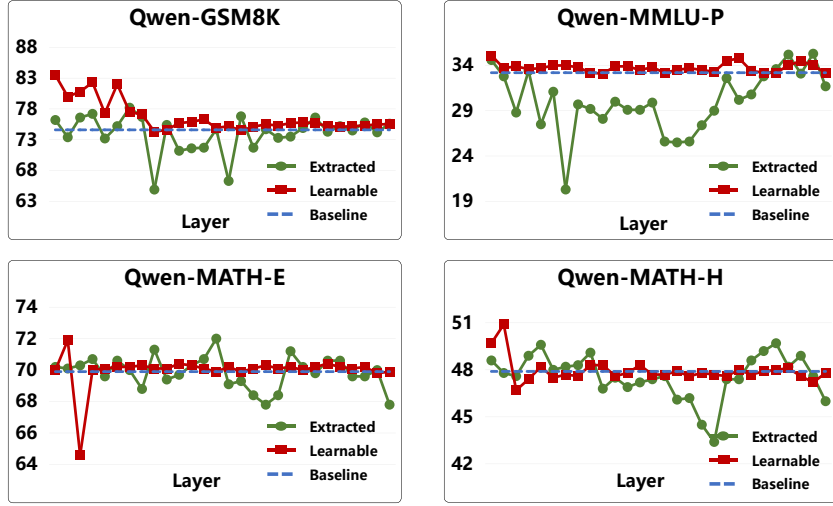 Qwen-GSM8K
88
83
78
73
68
63
Extracted
Learnable
Baseline
Layer
Qwen-MMLU-P
34
29
24
19
Extracted
Learnable
Baseline
Layer
Qwen-MATH-E
74
72
70
68
66
64
Extracted
Learnable
Baseline
Layer
Qwen-MATH-H
51
48
45
42
Extracted
Learnable
Baseline
Layer